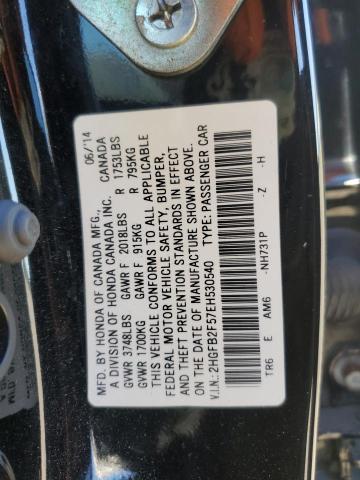 MFD. BY HONDA OF CANADA MFG., 06/'14
A DIVISION OF HONDA CANADA INC. CANADA
GVWR 3748LBS GAWR F 2018LBS R 1753LBS
GVWR 1700KG GAWR F 915KG R 795KG
THIS VEHICLE CONFORMS TO ALL APPLICABLE
FEDERAL MOTOR VEHICLE SAFETY, BUMPER,
AND THEFT PREVENTION STANDARDS IN EFFECT
ON THE DATE OF MANUFACTURE SHOWN ABOVE.
V.I.N.: 2HGFB2F57EH530540 TYPE: PASSENGER CAR
TR6 E AM6 -NH731P -Z -H